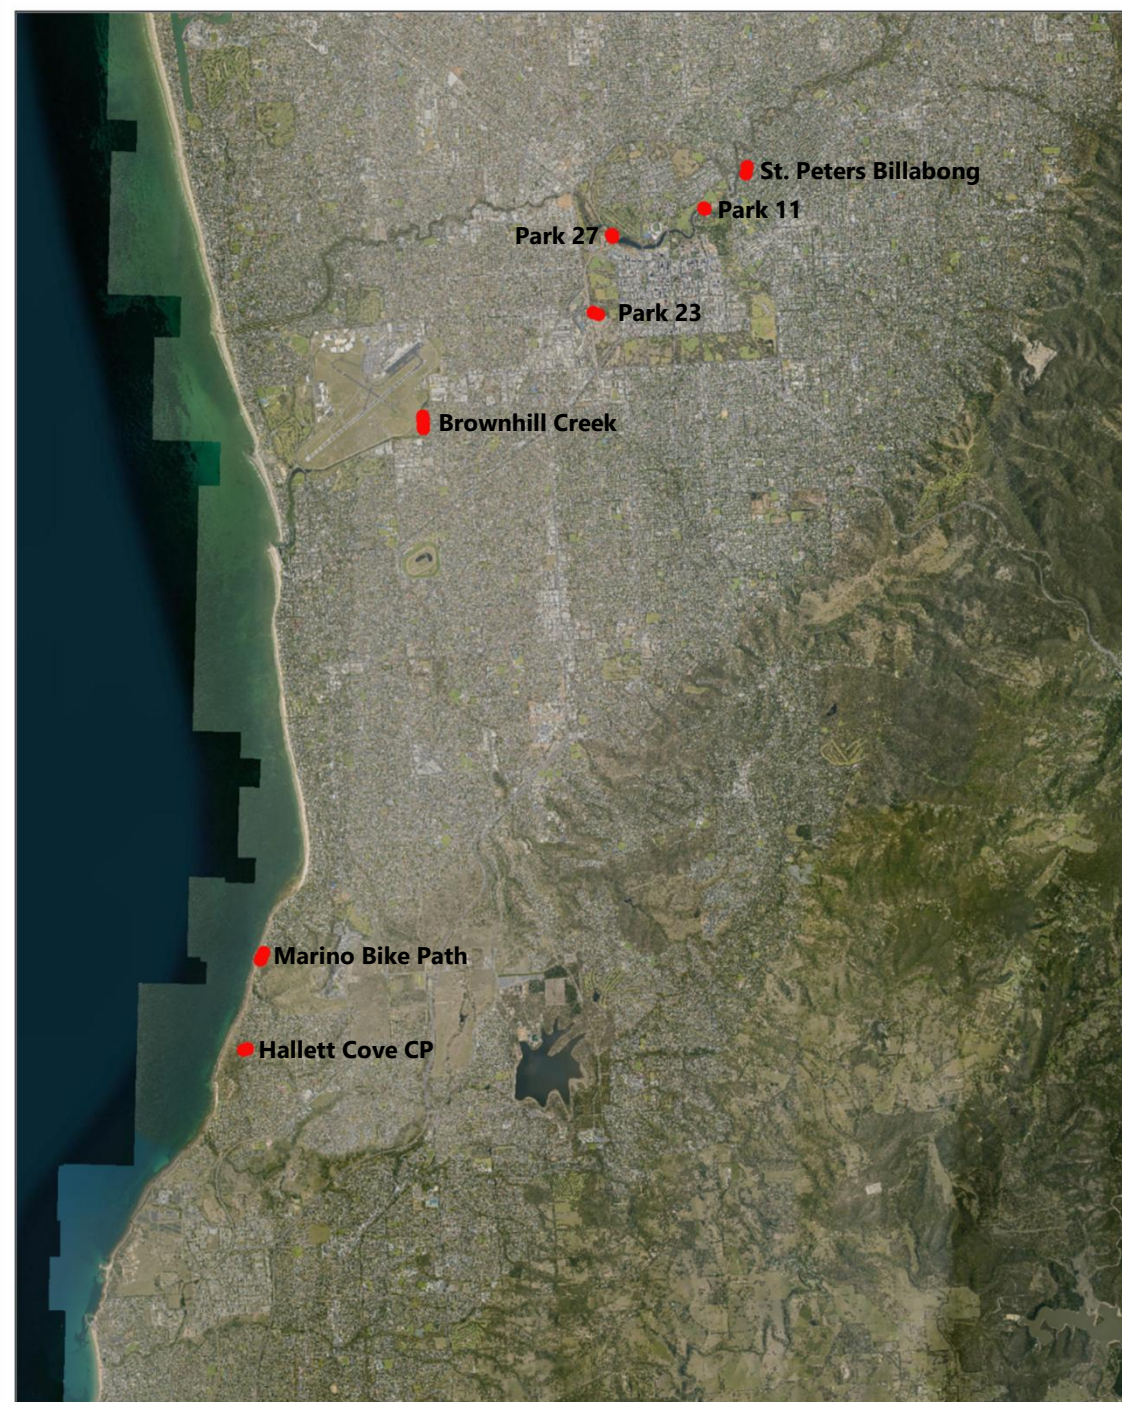 St. Peters Billabong
Park 11
Park 27
Park 23
Brownhill Creek
Marino Bike Path
Hallett Cove CP